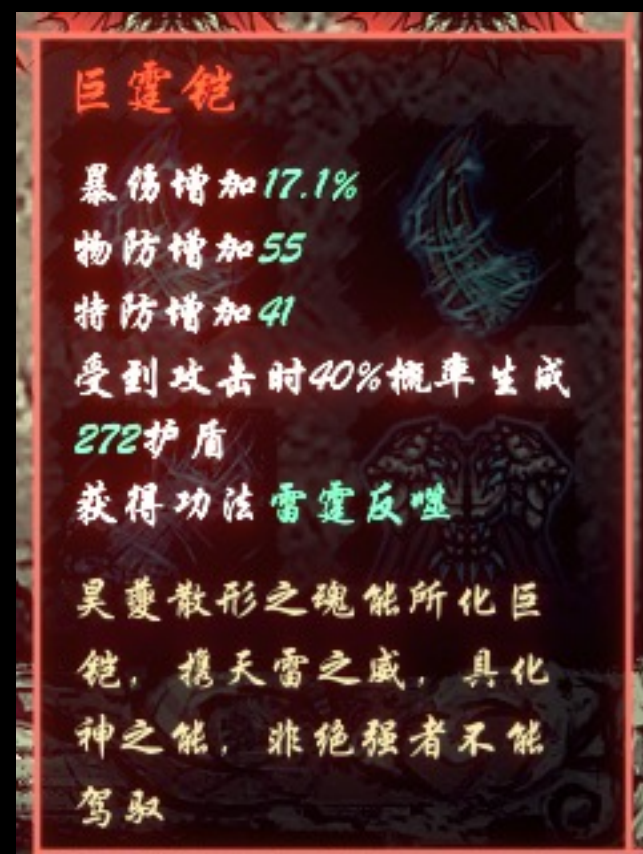 巨霆铠
暴伤增加17.1%
物防增加55
特防增加41
受到攻击时40%概率生成
272护盾
获得功法雷霆反噬
昊夔散形之魂能所化巨
铠，携天雷之威，具化
神之能，非绝强者不能
驾驭